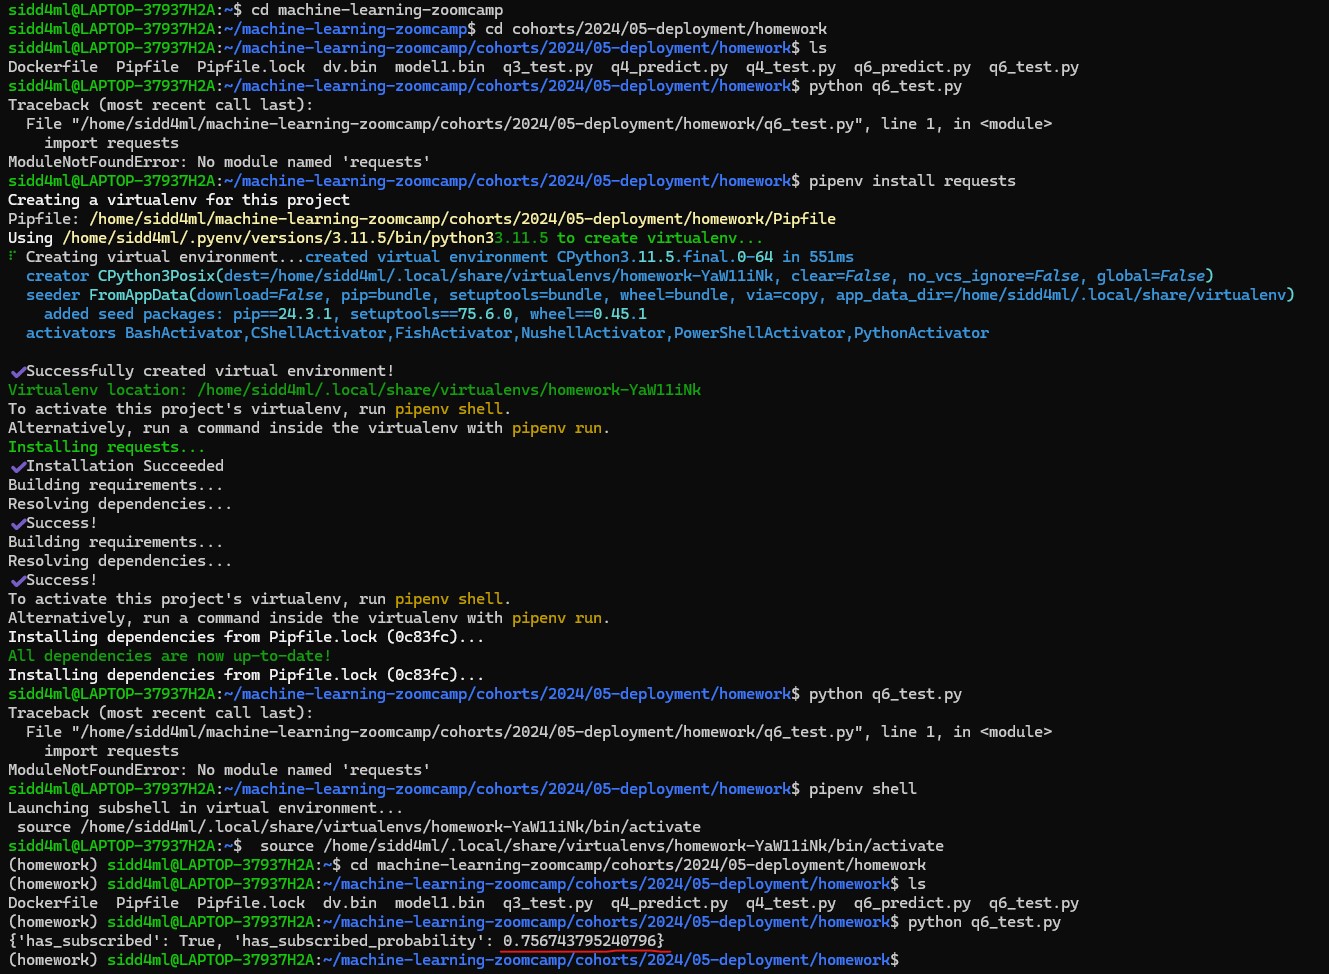 sidd4ml@LAPTOP-37937H2A:~$ cd machine-learning-zoomcamp
sidd4ml@LAPTOP-37937H2A:~/machine-learning-zoomcamp$ cd cohorts/2024/05-deployment/homework
sidd4ml@LAPTOP-37937H2A:~/machine-learning-zoomcamp/cohorts/2024/05-deployment/homework$ ls
Dockerfile  Pipfile  Pipfile.lock  dv.bin  model1.bin  q3_test.py  q4_predict.py  q4_test.py  q6_predict.py  q6_test.py
sidd4ml@LAPTOP-37937H2A:~/machine-learning-zoomcamp/cohorts/2024/05-deployment/homework$ python q6_test.py
Traceback (most recent call last):
  File "/home/sidd4ml/machine-learning-zoomcamp/cohorts/2024/05-deployment/homework/q6_test.py", line 1, in <module>
    import requests
ModuleNotFoundError: No module named 'requests'
sidd4ml@LAPTOP-37937H2A:~/machine-learning-zoomcamp/cohorts/2024/05-deployment/homework$ pipenv install requests
Creating a virtualenv for this project
Pipfile: /home/sidd4ml/machine-learning-zoomcamp/cohorts/2024/05-deployment/homework/Pipfile
Using /home/sidd4ml/.pyenv/versions/3.11.5/bin/python33.11.5 to create virtualenv...
⠏ Creating virtual environment...created virtual environment CPython3.11.5.final.0-64 in 551ms
  creator CPython3Posix(dest=/home/sidd4ml/.local/share/virtualenvs/homework-YaW11iNk, clear=False, no_vcs_ignore=False, global=False)
  seeder FromAppData(download=False, pip=bundle, setuptools=bundle, wheel=bundle, via=copy, app_data_dir=/home/sidd4ml/.local/share/virtualenv)
    added seed packages: pip==24.3.1, setuptools==75.6.0, wheel==0.45.1
  activators BashActivator,CShellActivator,FishActivator,NushellActivator,PowerShellActivator,PythonActivator
✔Successfully created virtual environment!
Virtualenv location: /home/sidd4ml/.local/share/virtualenvs/homework-YaW11iNk
To activate this project's virtualenv, run pipenv shell.
Alternatively, run a command inside the virtualenv with pipenv run.
Installing requests...
✔Installation Succeeded
Building requirements...
Resolving dependencies...
✔Success!
Building requirements...
Resolving dependencies...
✔Success!
To activate this project's virtualenv, run pipenv shell.
Alternatively, run a command inside the virtualenv with pipenv run.
Installing dependencies from Pipfile.lock (0c83fc)...
All dependencies are now up-to-date!
Installing dependencies from Pipfile.lock (0c83fc)...
sidd4ml@LAPTOP-37937H2A:~/machine-learning-zoomcamp/cohorts/2024/05-deployment/homework$ python q6_test.py
Traceback (most recent call last):
  File "/home/sidd4ml/machine-learning-zoomcamp/cohorts/2024/05-deployment/homework/q6_test.py", line 1, in <module>
    import requests
ModuleNotFoundError: No module named 'requests'
sidd4ml@LAPTOP-37937H2A:~/machine-learning-zoomcamp/cohorts/2024/05-deployment/homework$ pipenv shell
Launching subshell in virtual environment...
 source /home/sidd4ml/.local/share/virtualenvs/homework-YaW11iNk/bin/activate
sidd4ml@LAPTOP-37937H2A:~$  source /home/sidd4ml/.local/share/virtualenvs/homework-YaW11iNk/bin/activate
(homework) sidd4ml@LAPTOP-37937H2A:~$ cd machine-learning-zoomcamp/cohorts/2024/05-deployment/homework
(homework) sidd4ml@LAPTOP-37937H2A:~/machine-learning-zoomcamp/cohorts/2024/05-deployment/homework$ ls
Dockerfile  Pipfile  Pipfile.lock  dv.bin  model1.bin  q3_test.py  q4_predict.py  q4_test.py  q6_predict.py  q6_test.py
(homework) sidd4ml@LAPTOP-37937H2A:~/machine-learning-zoomcamp/cohorts/2024/05-deployment/homework$ python q6_test.py
{'has_subscribed': True, 'has_subscribed_probability': 0.756743795240796}
(homework) sidd4ml@LAPTOP-37937H2A:~/machine-learning-zoomcamp/cohorts/2024/05-deployment/homework$